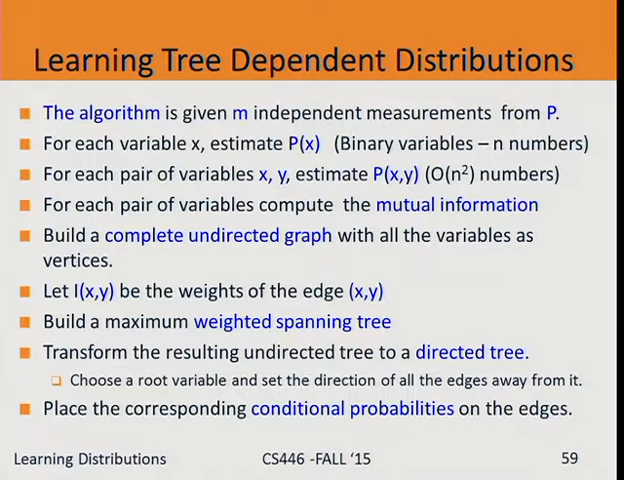 Learning Tree Dependent Distributions
The algorithm is given m independent measurements from P.
For each variable x, estimate P(x) (Binary variables – n numbers)
For each pair of variables x, y, estimate P(x,y) (O(n²) numbers)
For each pair of variables compute the mutual information
Build a complete undirected graph with all the variables as
vertices.
Let I(x,y) be the weights of the edge (x,y)
Build a maximum weighted spanning tree
Transform the resulting undirected tree to a directed tree.
Choose a root variable and set the direction of all the edges away from it.
Place the corresponding conditional probabilities on the edges.
Learning Distributions CS446 -FALL ‘15 59